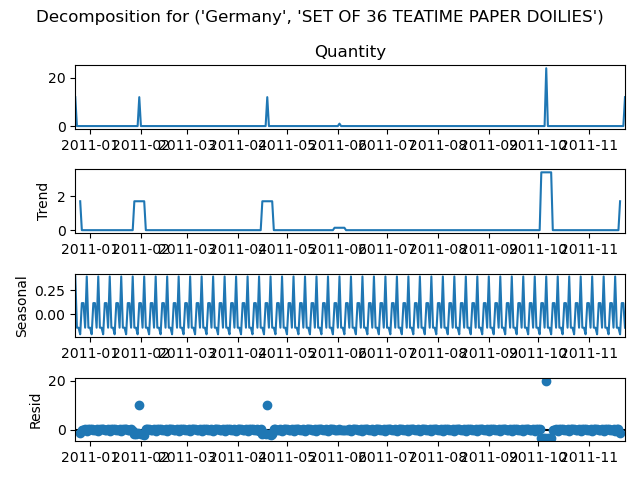 Decomposition for ('Germany', 'SET OF 36 TEATIME PAPER DOILIES')
Quantity
20
0
2011-01 2011-02 2011-03 2011-04 2011-05 2011-06 2011-07 2011-08 2011-09 2011-10 2011-11
Trend
2
0
2011-01 2011-02 2011-03 2011-04 2011-05 2011-06 2011-07 2011-08 2011-09 2011-10 2011-11
Seasonal
0.25
0.00
2011-01 2011-02 2011-03 2011-04 2011-05 2011-06 2011-07 2011-08 2011-09 2011-10 2011-11
Resid
20
0
2011-01 2011-02 2011-03 2011-04 2011-05 2011-06 2011-07 2011-08 2011-09 2011-10 2011-11